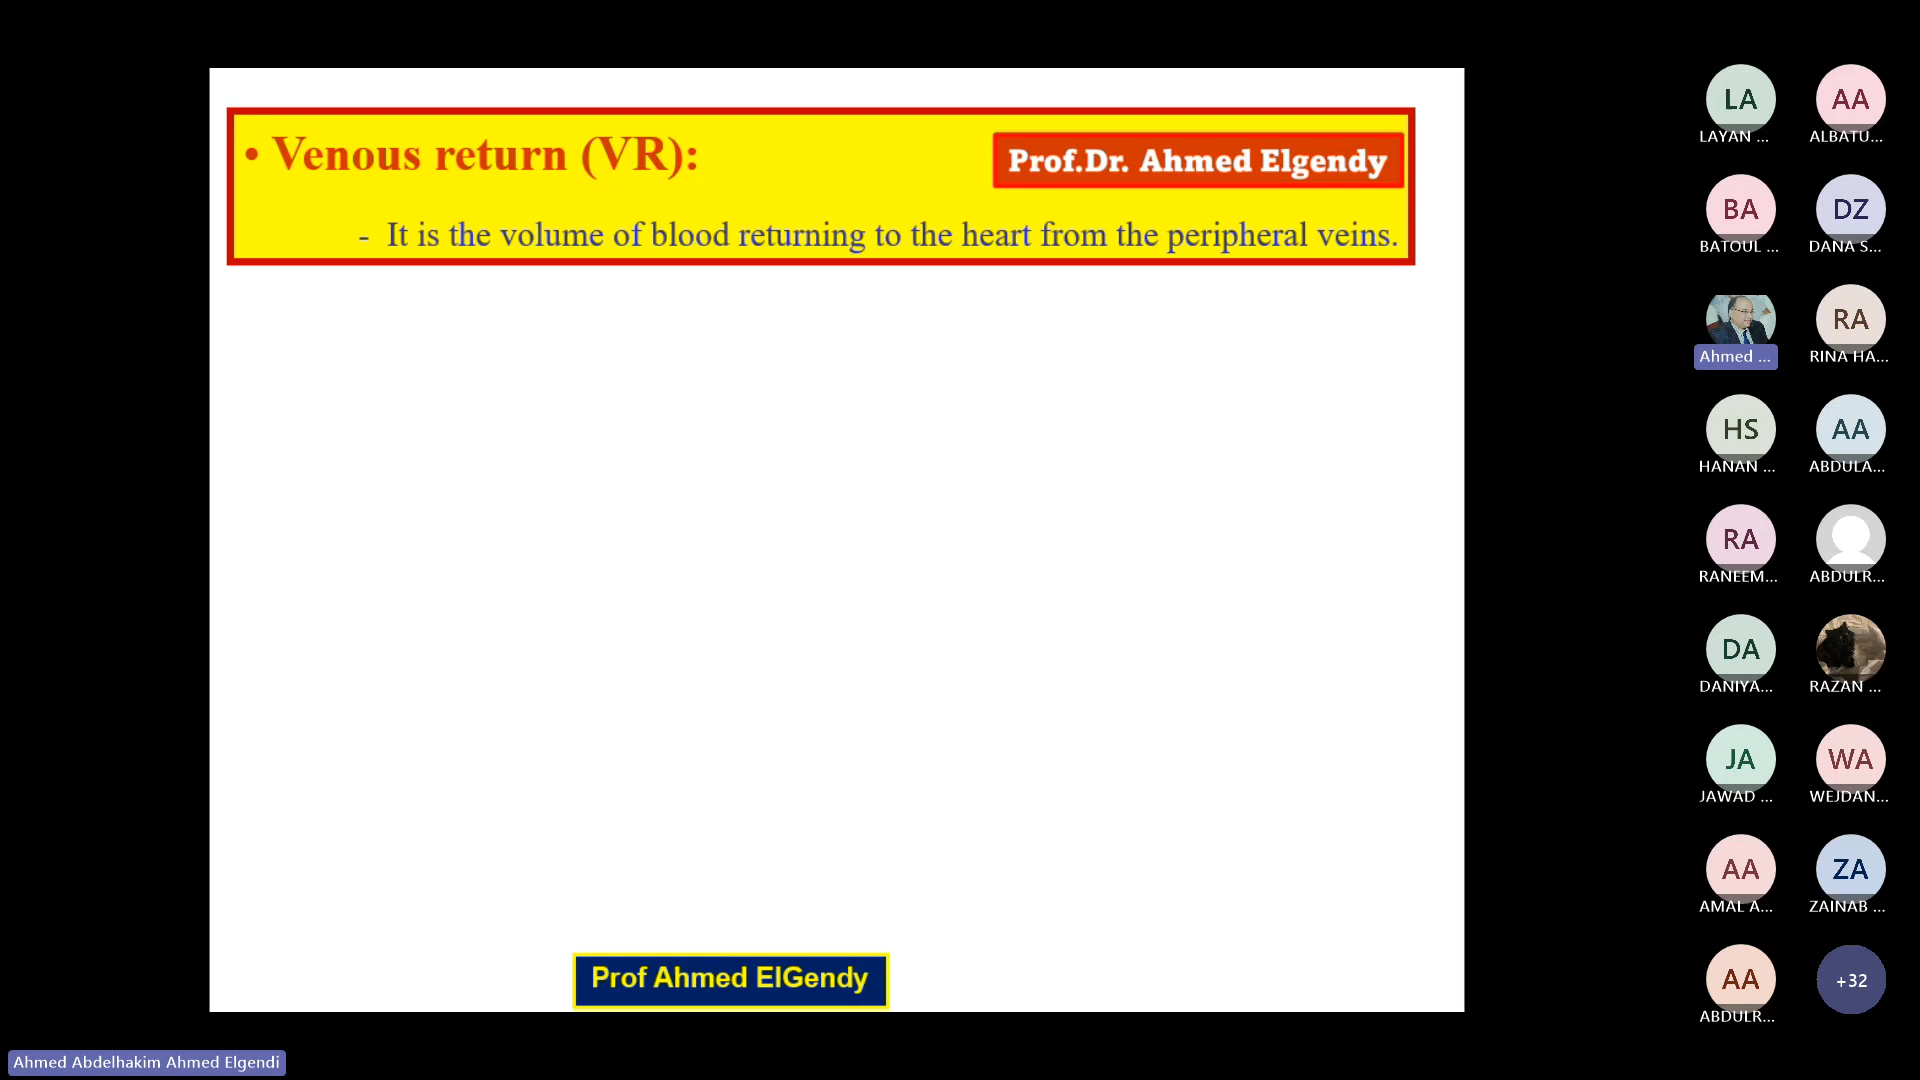 • Venous return (VR):
Prof.Dr. Ahmed Elgendy
- It is the volume of blood returning to the heart from the peripheral veins.
Prof Ahmed ElGendy
Ahmed Abdelhakim Ahmed Elgendi
LA
LAYAN ...
AA
ALBATU...
BA
BATOUL ...
DZ
DANA S...
Ahmed ...
RA
RINA HA...
HS
HANAN ...
AA
ABDULA...
RA
RANEEM...
ABDULR...
DA
DANIYA...
RAZAN ...
JA
JAWAD ...
WA
WEJDAN...
AA
AMAL A...
ZA
ZAINAB ...
AA
ABDULR...
+32